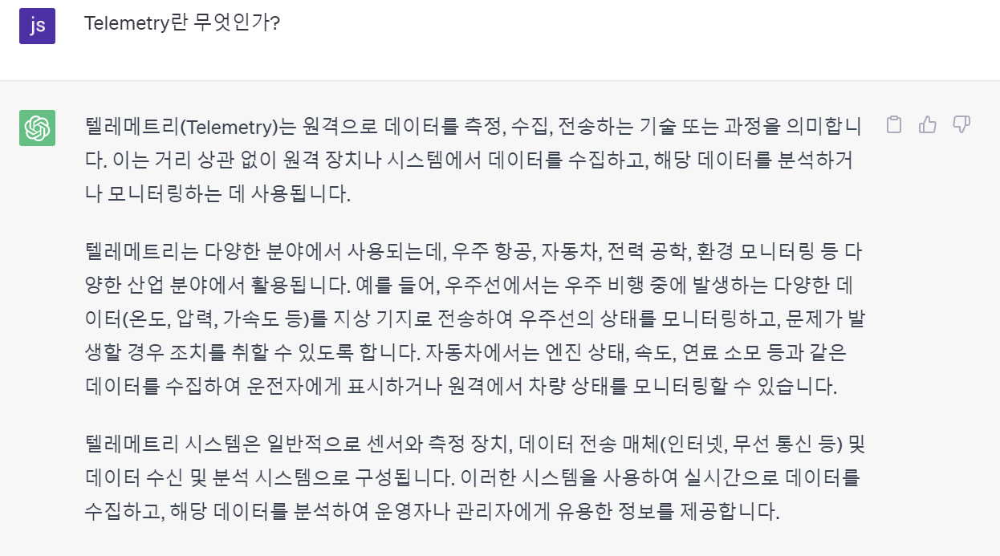 js
Telemetry란 무엇인가?
텔레메트리(Telemetry)는 원격으로 데이터를 측정, 수집, 전송하는 기술 또는 과정을 의미합니
다. 이는 거리 상관 없이 원격 장치나 시스템에서 데이터를 수집하고, 해당 데이터를 분석하거
나 모니터링하는 데 사용됩니다.
텔레메트리는 다양한 분야에서 사용되는데, 우주 항공, 자동차, 전력 공학, 환경 모니터링 등 다
양한 산업 분야에서 활용됩니다. 예를 들어, 우주선에서는 우주 비행 중에 발생하는 다양한 데
이터(온도, 압력, 가속도 등)를 지상 기지로 전송하여 우주선의 상태를 모니터링하고, 문제가 발
생할 경우 조치를 취할 수 있도록 합니다. 자동차에서는 엔진 상태, 속도, 연료 소모 등과 같은
데이터를 수집하여 운전자에게 표시하거나 원격에서 차량 상태를 모니터링할 수 있습니다.
텔레메트리 시스템은 일반적으로 센서와 측정 장치, 데이터 전송 매체(인터넷, 무선 통신 등) 및
데이터 수신 및 분석 시스템으로 구성됩니다. 이러한 시스템을 사용하여 실시간으로 데이터를
수집하고, 해당 데이터를 분석하여 운영자나 관리자에게 유용한 정보를 제공합니다.